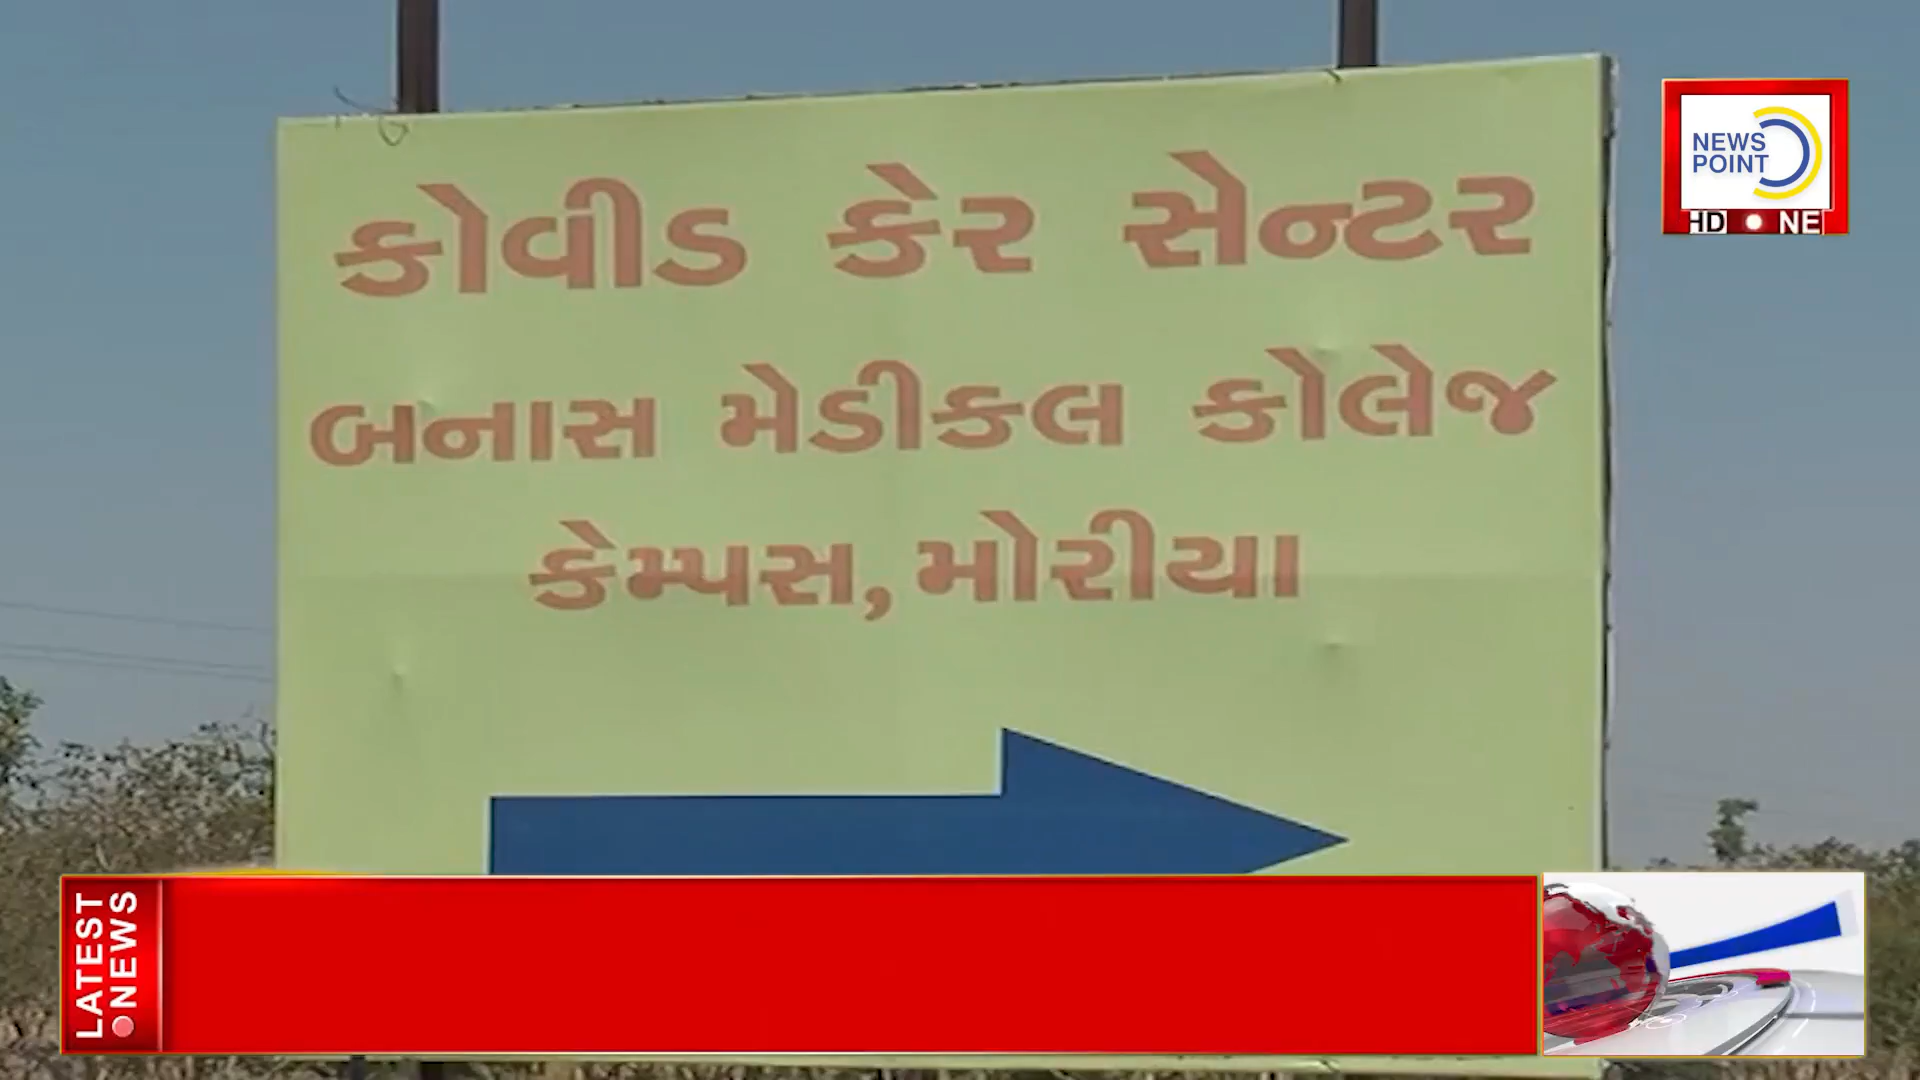 કોવીડ કેર સેન્ટર
બનાસ મેડીકલ કોલેજ
કેમ્પસ, મોરીયા
NEWS
POINT
HD NE
LATEST
NEWS